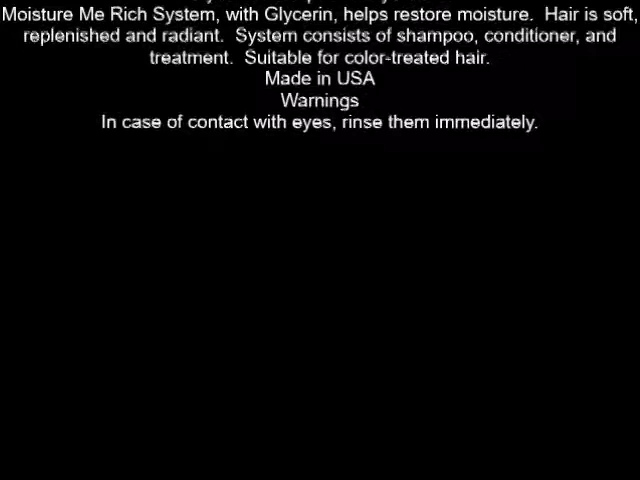 Moisture Me Rich System, with Glycerin, helps restore moisture.  Hair is soft,
replenished and radiant.  System consists of shampoo, conditioner, and
treatment.  Suitable for color-treated hair.
Made in USA
Warnings
In case of contact with eyes, rinse them immediately.